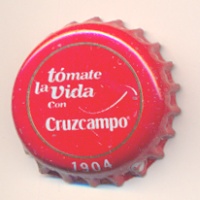 tómate
la Vida
con
Cruzcampo®
1904